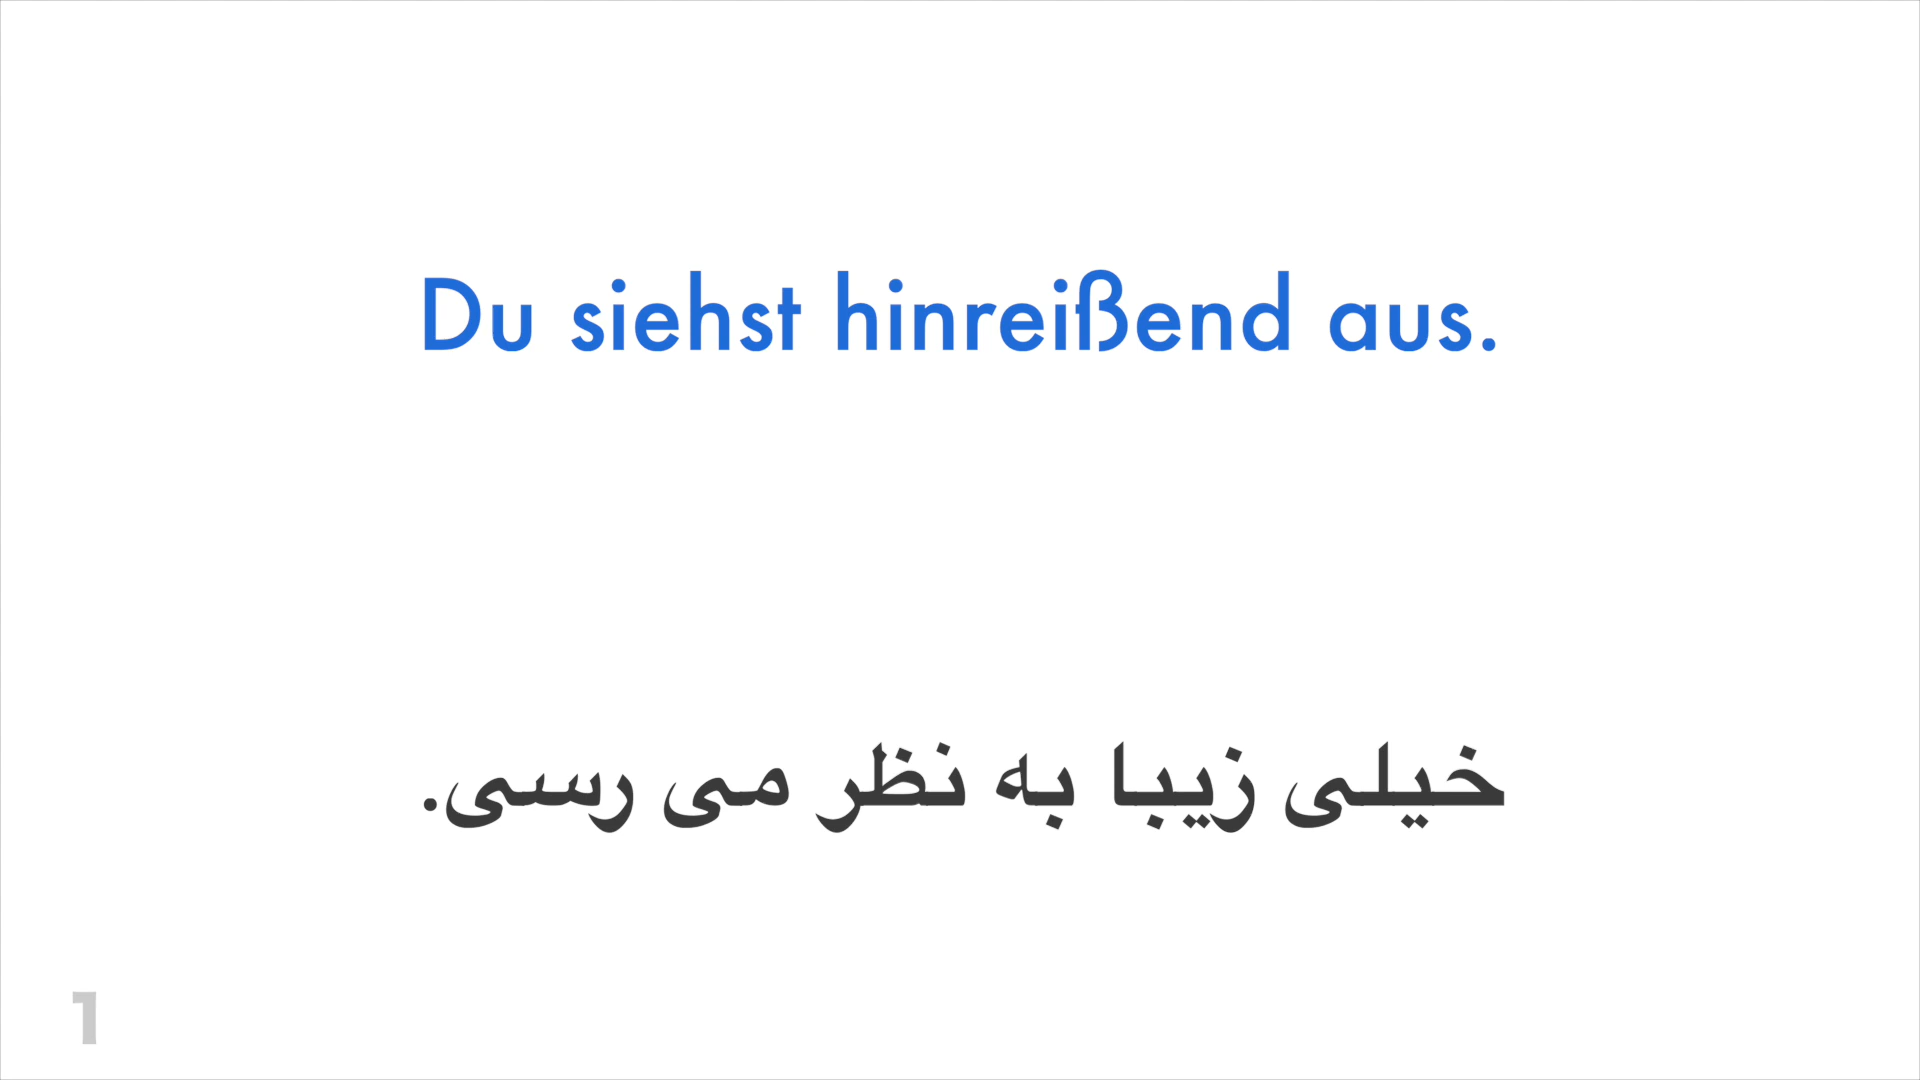 Du siehst hinreißend aus.
خیلی زیبا به نظر می رسی.
1